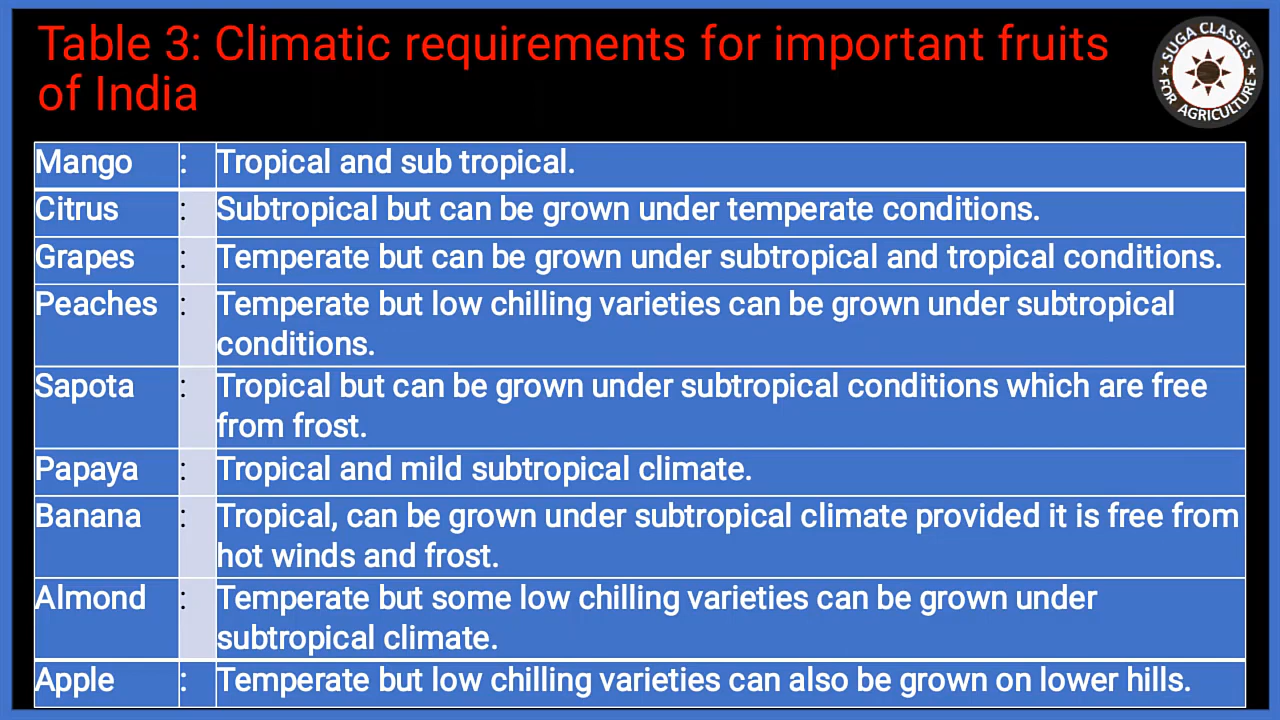 Table 3: Climatic requirements for important fruits
of India
SUGA CLASSES
FOR AGRICULTURE
Mango : Tropical and sub tropical.
Citrus : Subtropical but can be grown under temperate conditions.
Grapes : Temperate but can be grown under subtropical and tropical conditions.
Peaches : Temperate but low chilling varieties can be grown under subtropical
conditions.
Sapota : Tropical but can be grown under subtropical conditions which are free
from frost.
Papaya : Tropical and mild subtropical climate.
Banana : Tropical, can be grown under subtropical climate provided it is free from
hot winds and frost.
Almond : Temperate but some low chilling varieties can be grown under
subtropical climate.
Apple : Temperate but low chilling varieties can also be grown on lower hills.